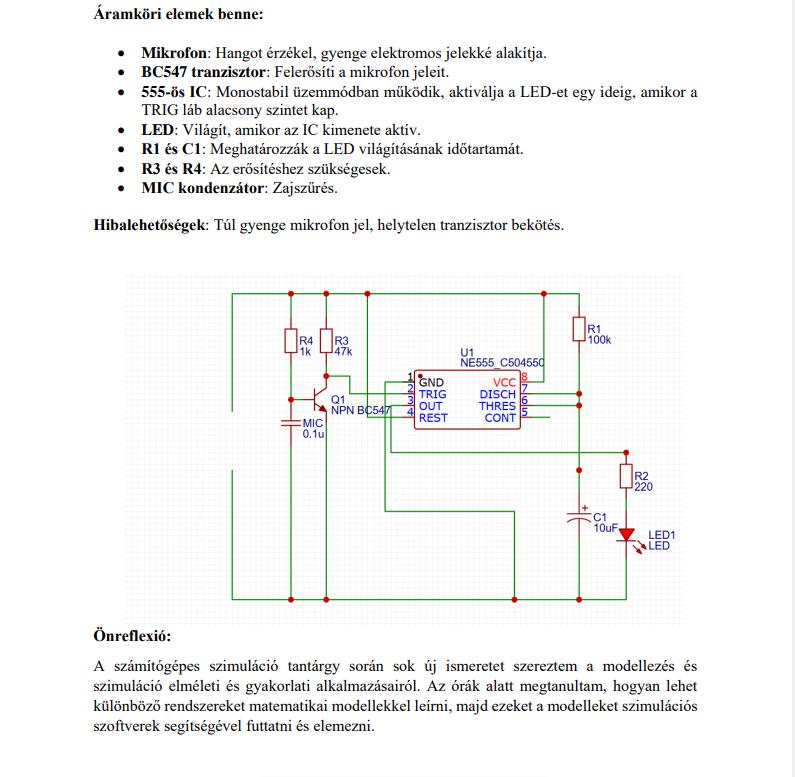 Áramköri elemek benne:
• Mikrofon: Hangot érzékel, gyenge elektromos jelekké alakítja.
• BC547 tranzisztor: Felerősíti a mikrofon jeleit.
• 555-ös IC: Monostabil üzemmódban működik, aktiválja a LED-et egy ideig, amikor a
TRIG láb alacsony szintet kap.
• LED: Világít, amikor az IC kimenete aktív.
• R1 és C1: Meghatározzák a LED világításának időtartamát.
• R3 és R4: Az erősítéshez szükségesek.
• MIC kondenzátor: Zajszűrés.
Hibalehetőségek: Túl gyenge mikrofon jel, helytelen tranzisztor bekötés.
R4
1k
R3
47k
Q1
NPN BC547
MIC
0.1u
U1
NE555_C504550
1 GND
2 TRIG
3 OUT
4 REST
VCC 8
DISCH 7
THRES 6
CONT 5
R1
100k
R2
220
C1
10uF
LED1
LED
Önreflexió:
A számítógépes szimuláció tantárgy során sok új ismeretet szereztem a modellezés és
szimuláció elméleti és gyakorlati alkalmazásairól. Az órák alatt megtanultam, hogyan lehet
különböző rendszereket matematikai modellekkel leírni, majd ezeket a modelleket szimulációs
szoftverek segítségével futtatni és elemezni.